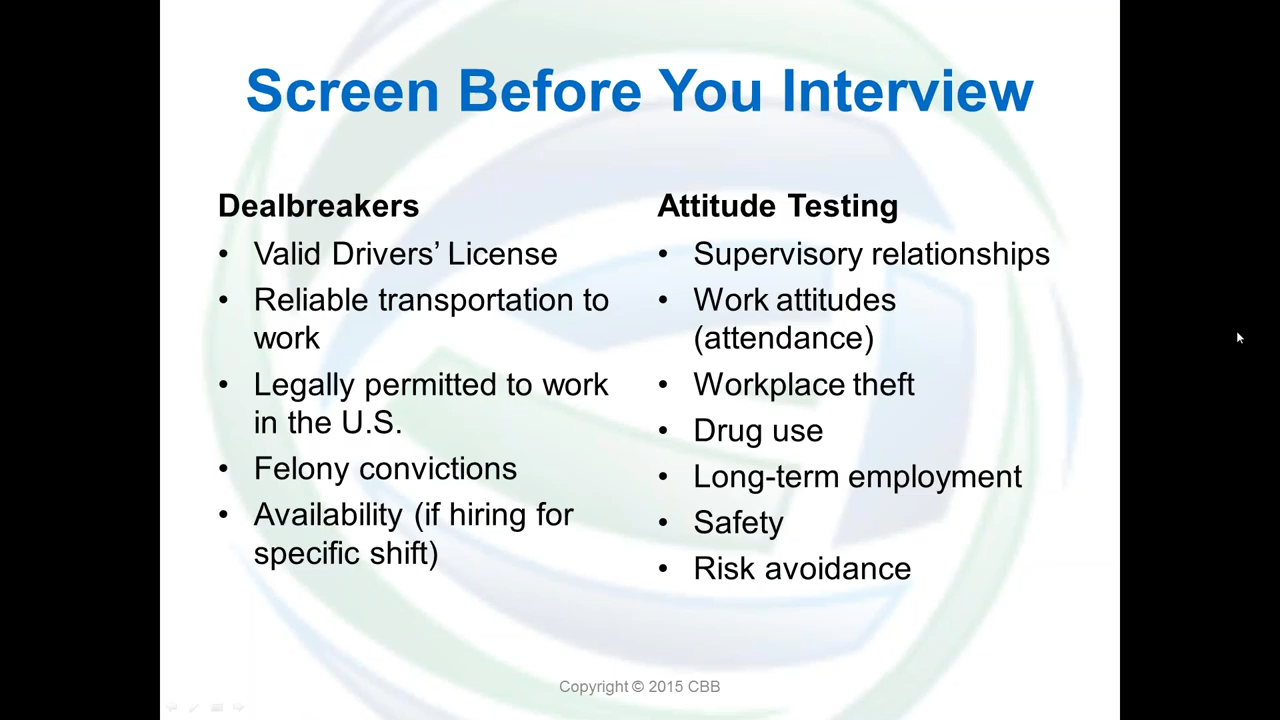 Screen Before You Interview
Dealbreakers
• Valid Drivers’ License
• Reliable transportation to
work
• Legally permitted to work
in the U.S.
• Felony convictions
• Availability (if hiring for
specific shift)
Attitude Testing
• Supervisory relationships
• Work attitudes
(attendance)
• Workplace theft
• Drug use
• Long-term employment
• Safety
• Risk avoidance
Copyright © 2015 CBB